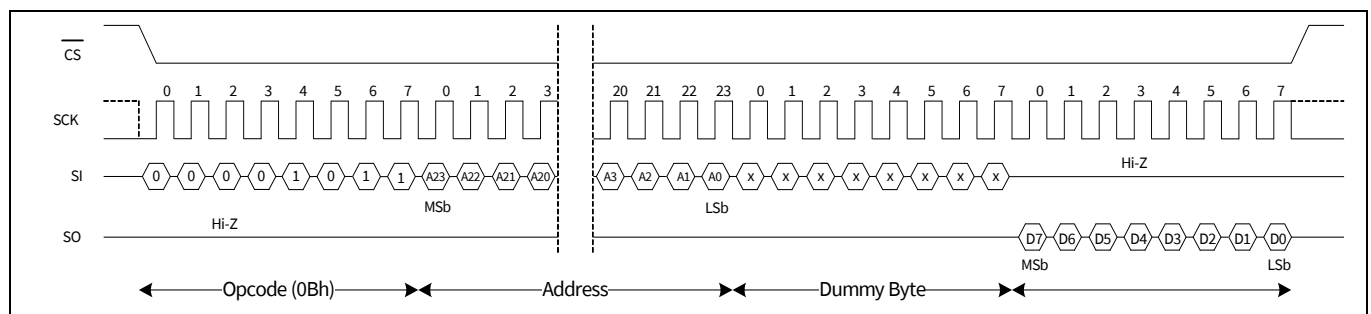 CS
0 1 2 3 4 5 6 7 0 1 2 3 20 21 22 23 0 1 2 3 4 5 6 7 0 1 2 3 4 5 6 7
SCK
Hi-Z
SI 0 0 0 0 1 0 1 1 A23 A22 A21 A20 A3 A2 A1 A0 x x x x x x x x
MSb LSb
Hi-Z
SO D7 D6 D5 D4 D3 D2 D1 D0
MSb LSb
Opcode (0Bh) Address Dummy Byte